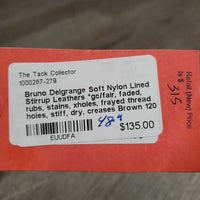 The Tack Collector
1000267-279
Bruno Delgrange Soft Nylon Lined
Stirrup Leathers *gc/fair, faded,
rubs, stains, xholes, frayed thread
holes, stiff, dry, creases Brown 120
48"
$135.00
EUUDFA
Retail (New) Price
is $ 315